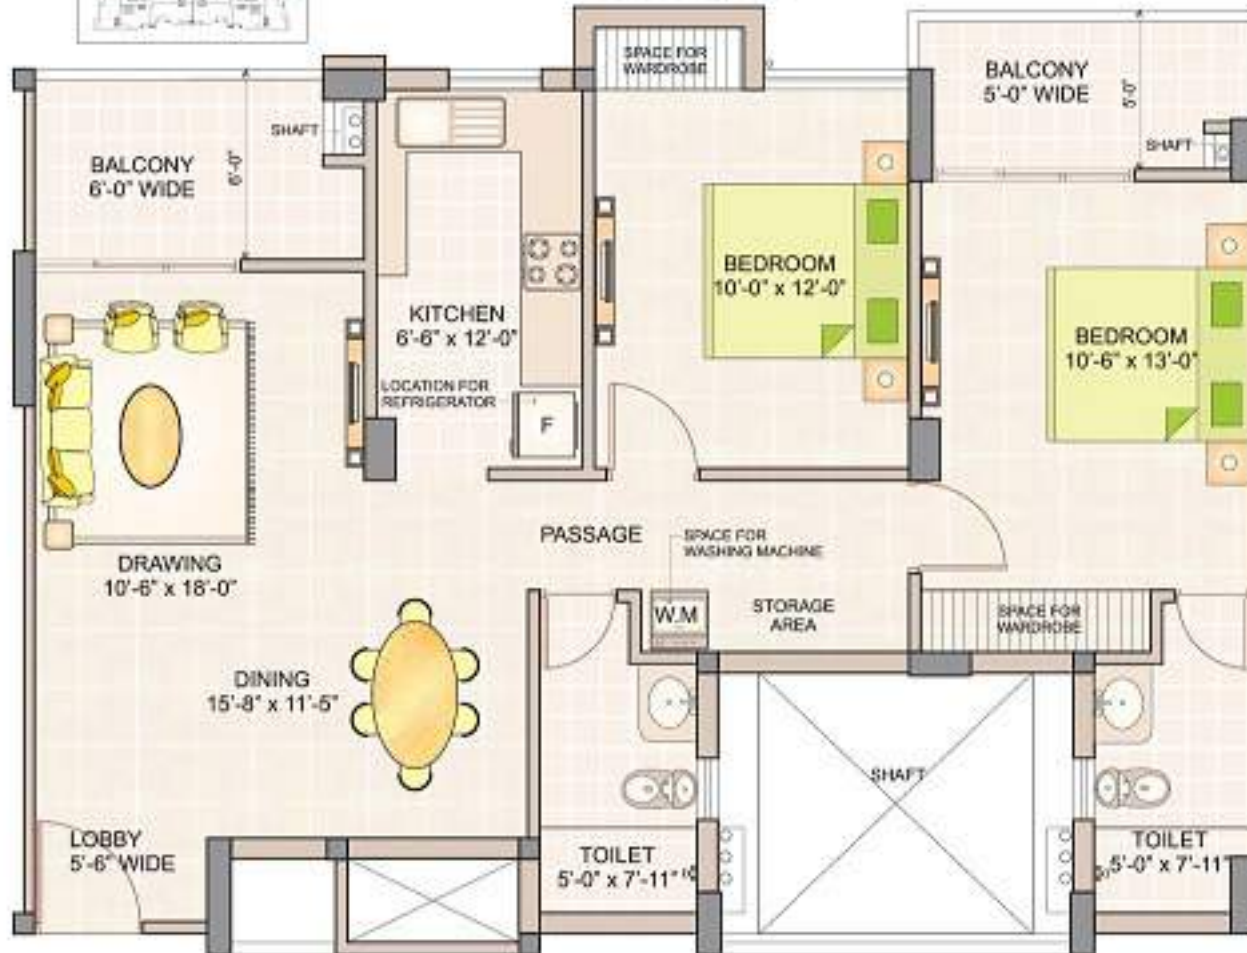 SPACE FOR
WARDROBE
BALCONY
5'-0" WIDE
5'-0"
SHAFT
SHAFT
BALCONY
6'-0" WIDE
6'-0"
BEDROOM
10'-0" x 12'-0"
KITCHEN
6'-6" x 12'-0"
BEDROOM
10'-6" x 13'-0"
LOCATION FOR
REFRIGERATOR
F
PASSAGE
SPACE FOR
WASHING MACHINE
DRAWING
10'-6" x 18'-0"
W.M
STORAGE
AREA
SPACE FOR
WARDROBE
DINING
15'-8" x 11'-5"
SHAFT
LOBBY
5'-6" WIDE
TOILET
5'-0" x 7'-11"
TOILET
5'-0" x 7'-11"